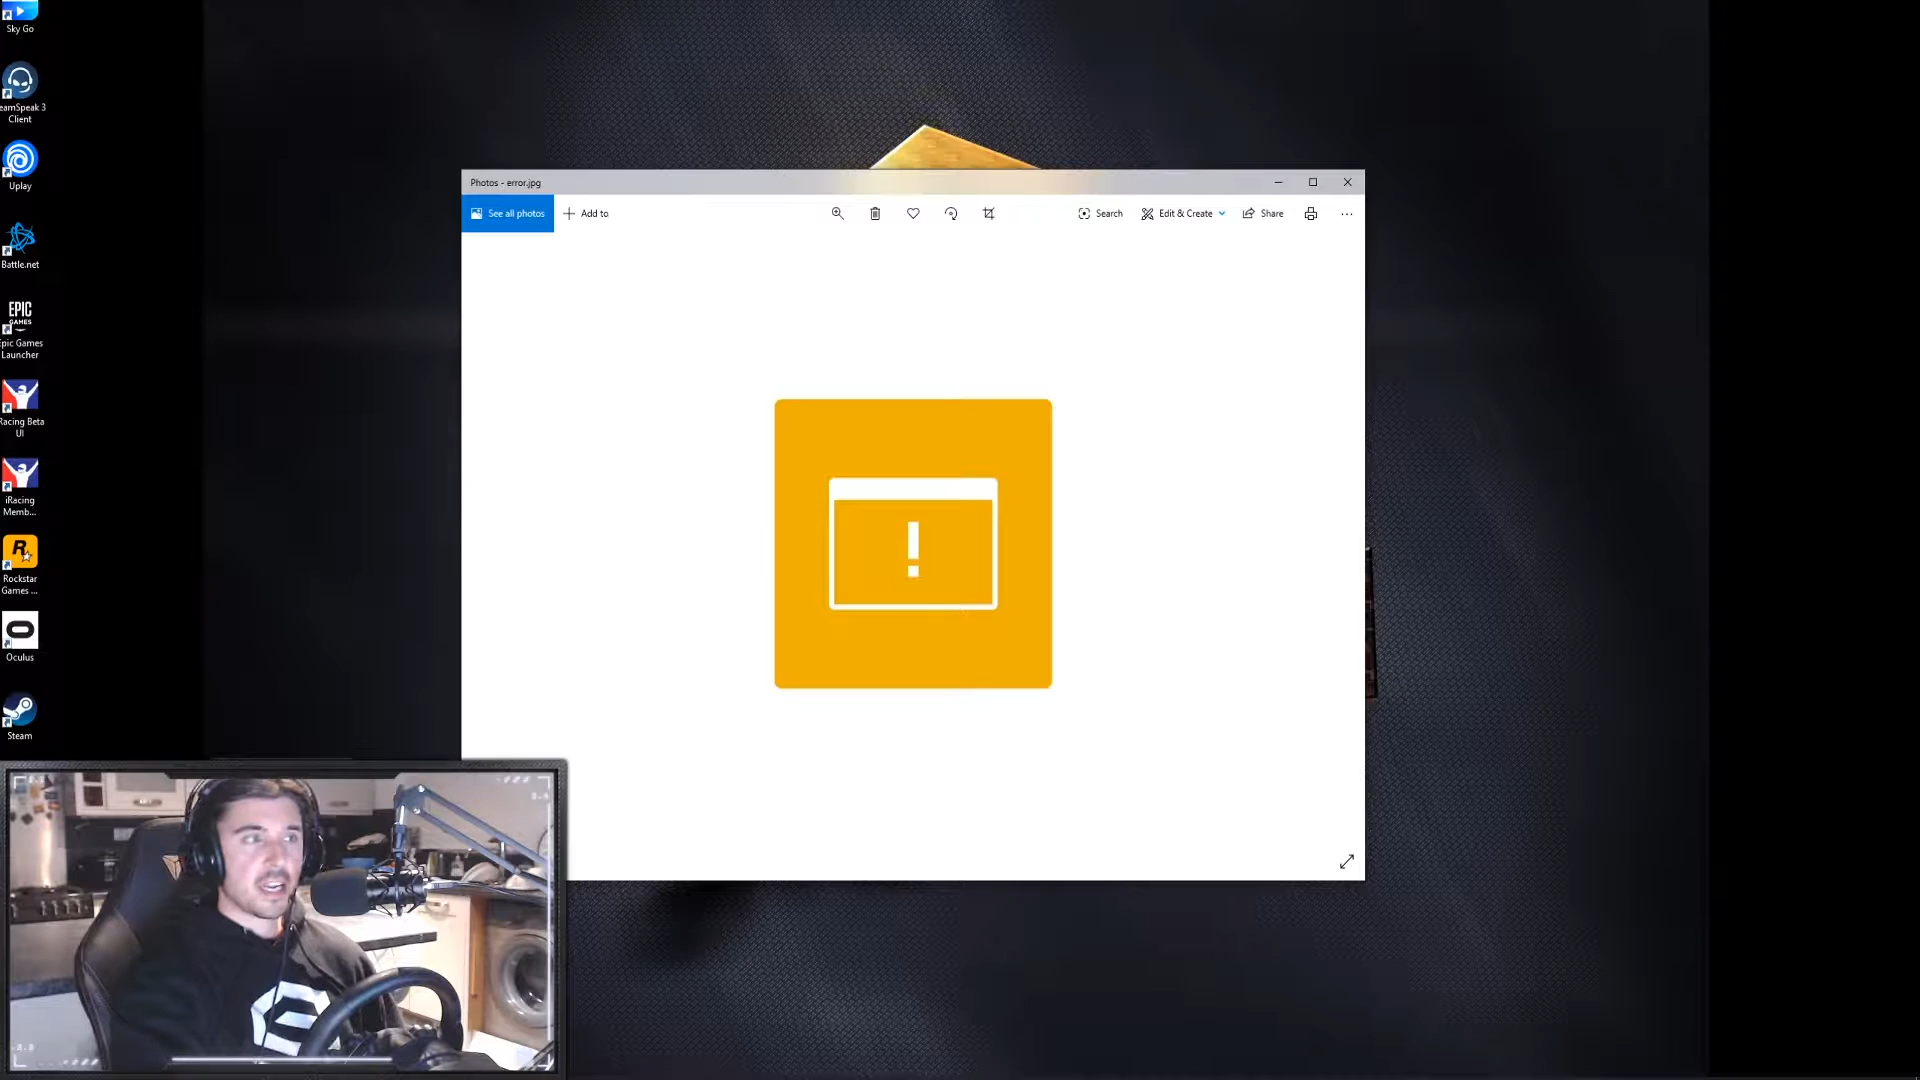 Sky Go
eamSpeak 3
Client
Uplay
Battle.net
EPIC
GAMES
Epic Games
Launcher
Racing Beta
UI
iRacing
Memb...
R
Rockstar
Games ...
Oculus
Steam
Photos - error.jpg
See all photos
Add to
Search
Edit & Create
Share
!